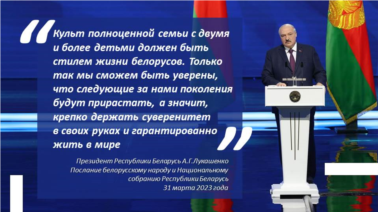 “
Культ полноценной семьи с двумя
и более детьми должен быть
стилем жизни белорусов. Только
так мы сможем быть уверены,
что следующие за нами поколения
будут прирастать, а значит,
крепко держать суверенитет
в своих руках и гарантированно
жить в мире
”
Президент Республики Беларусь А.Г.Лукашенко
Послание белорусскому народу и Национальному
собранию Республики Беларусь
31 марта 2023 года